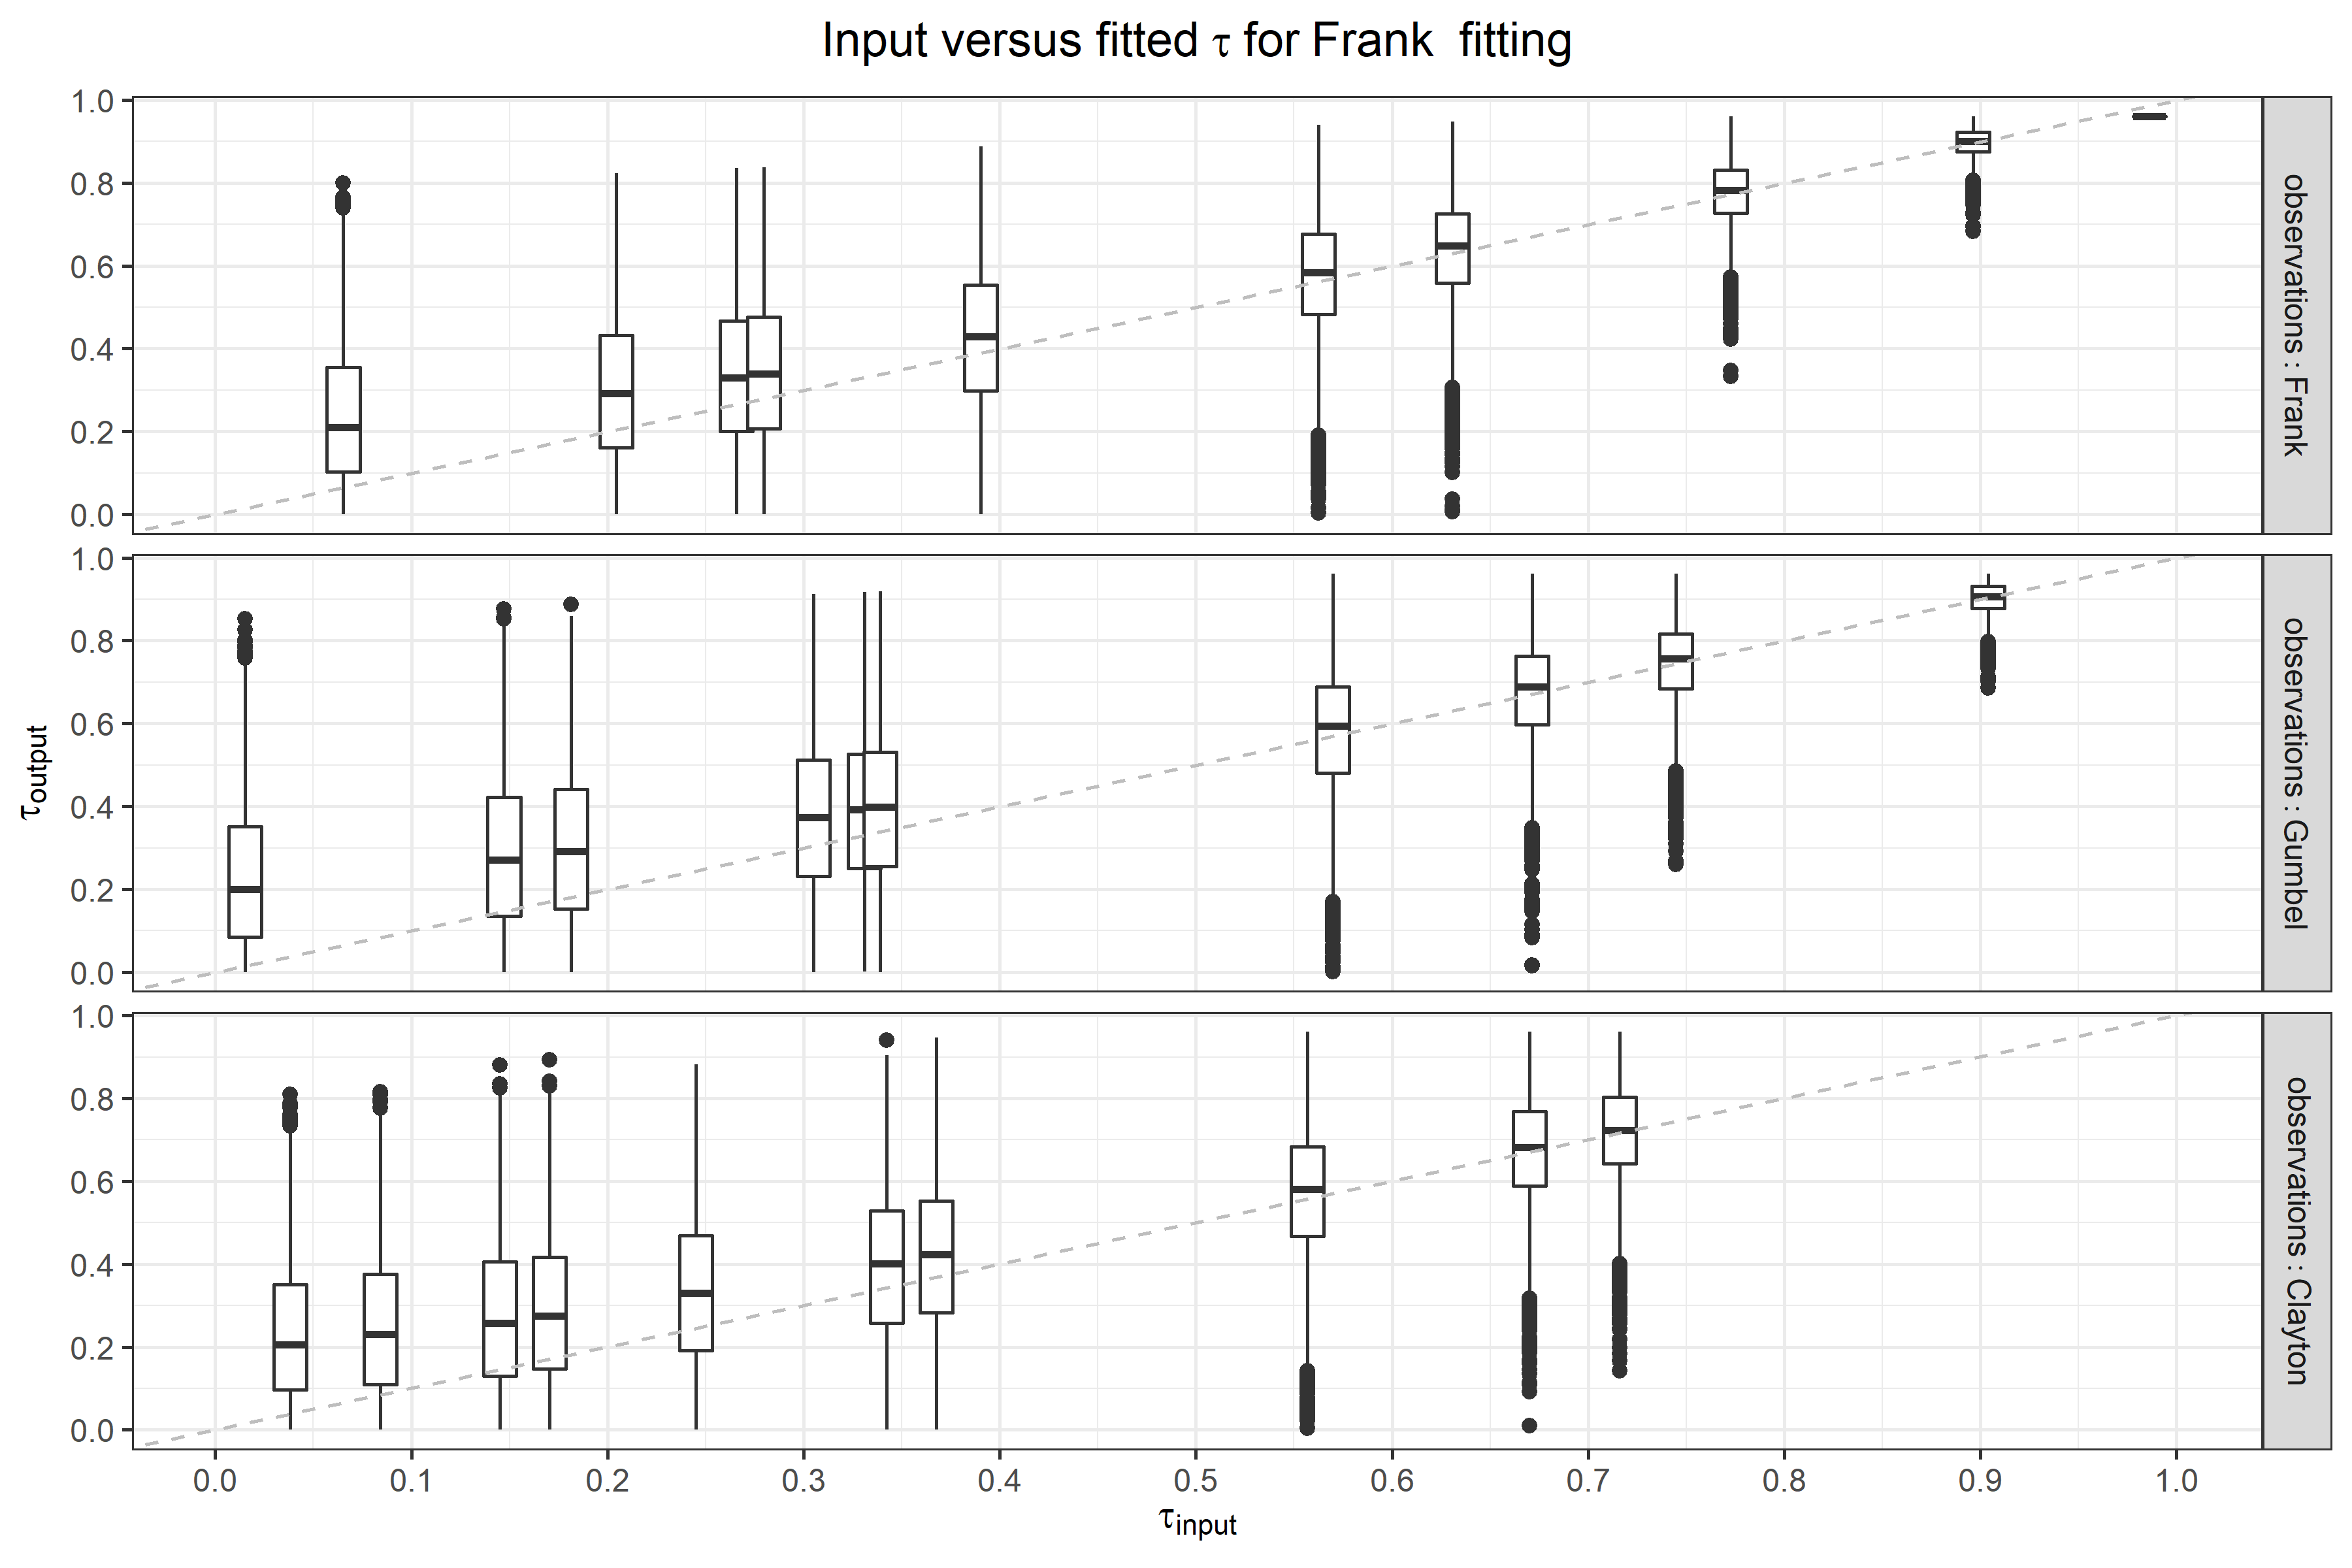 Input versus fitted τ for Frank fitting
1.0
0.8
0.6
0.4
0.2
0.0
observations : Frank
1.0
0.8
0.6
0.4
0.2
0.0
observations : Gumbel
1.0
0.8
0.6
0.4
0.2
0.0
observations : Clayton
τoutput
0.0 0.1 0.2 0.3 0.4 0.5 0.6 0.7 0.8 0.9 1.0
τinput